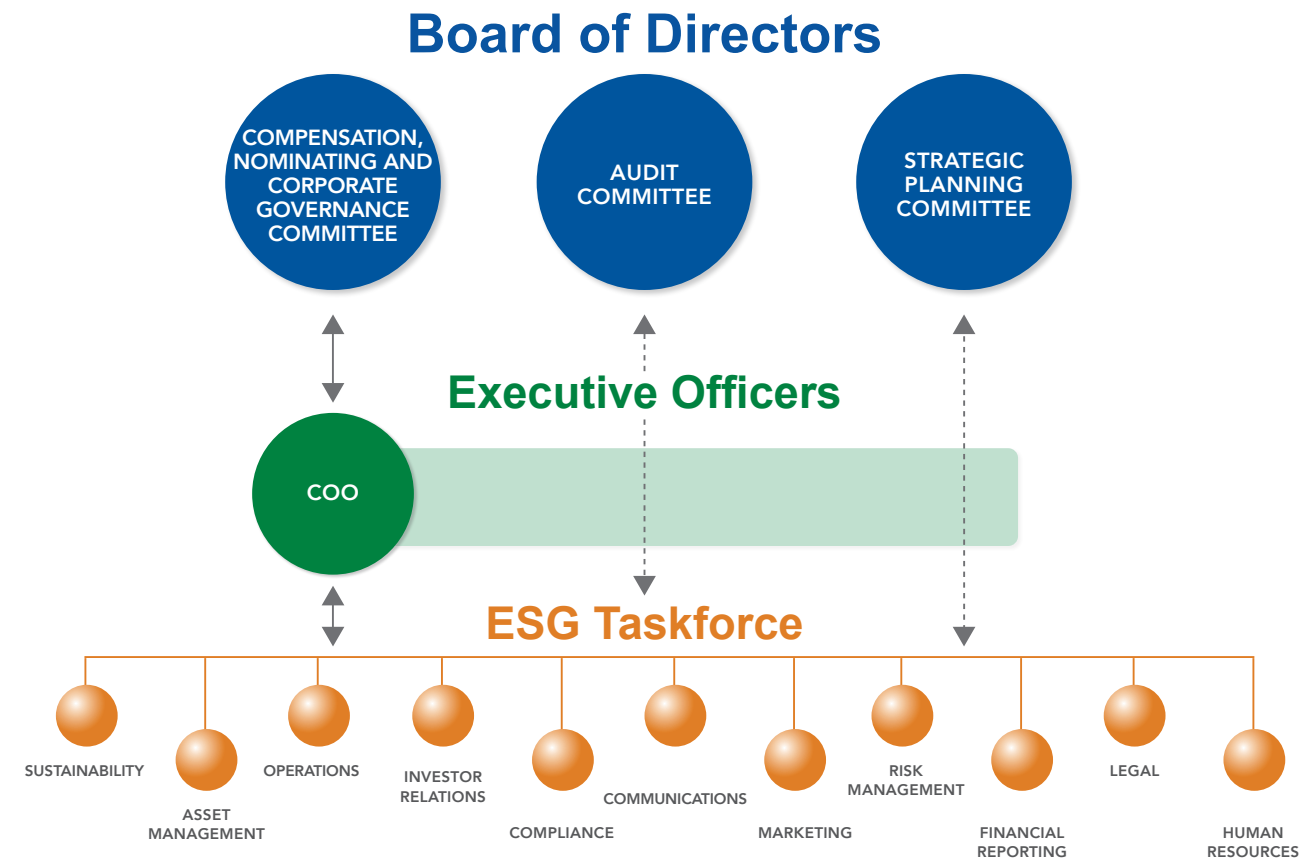 Board of Directors
COMPENSATION,
NOMINATING AND
CORPORATE
GOVERNANCE
COMMITTEE
AUDIT
COMMITTEE
STRATEGIC
PLANNING
COMMITTEE
Executive Officers
COO
ESG Taskforce
SUSTAINABILITY
ASSET
MANAGEMENT
OPERATIONS
INVESTOR
RELATIONS
COMPLIANCE
COMMUNICATIONS
MARKETING
RISK
MANAGEMENT
FINANCIAL
REPORTING
LEGAL
HUMAN
RESOURCES